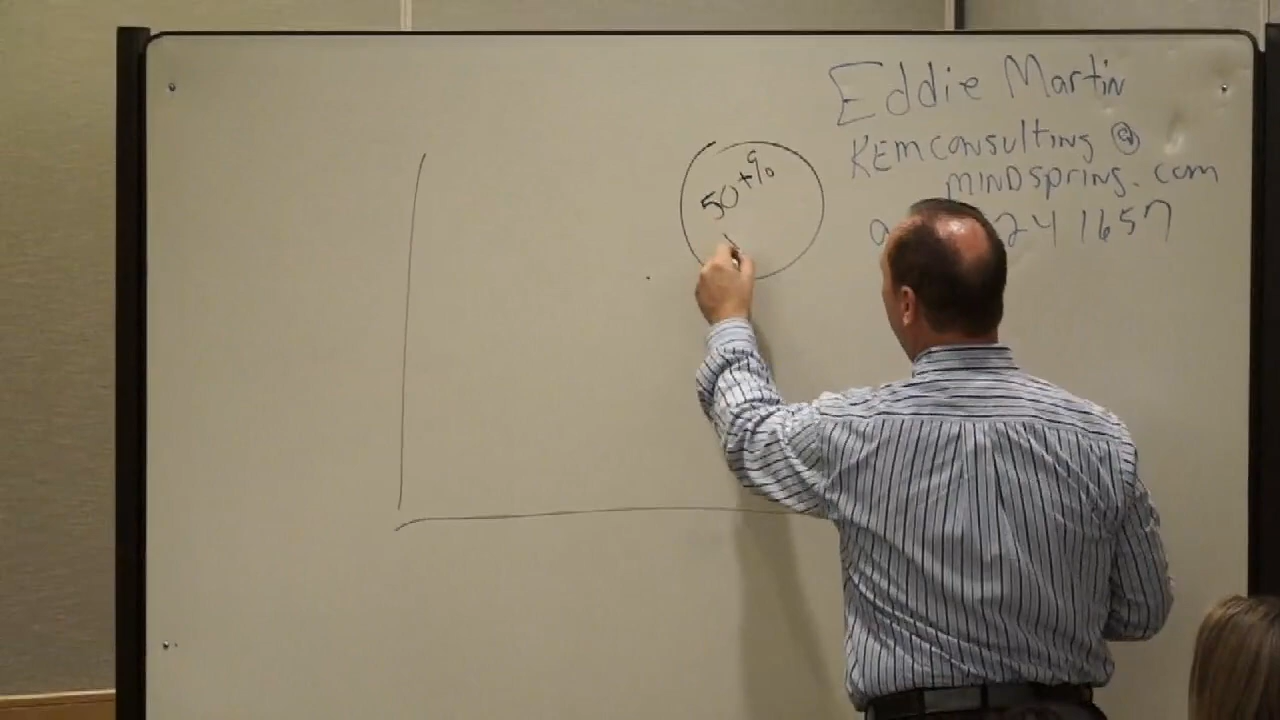 Eddie Martin
KEMconsulting @
MINDspring. com
241657
50+%